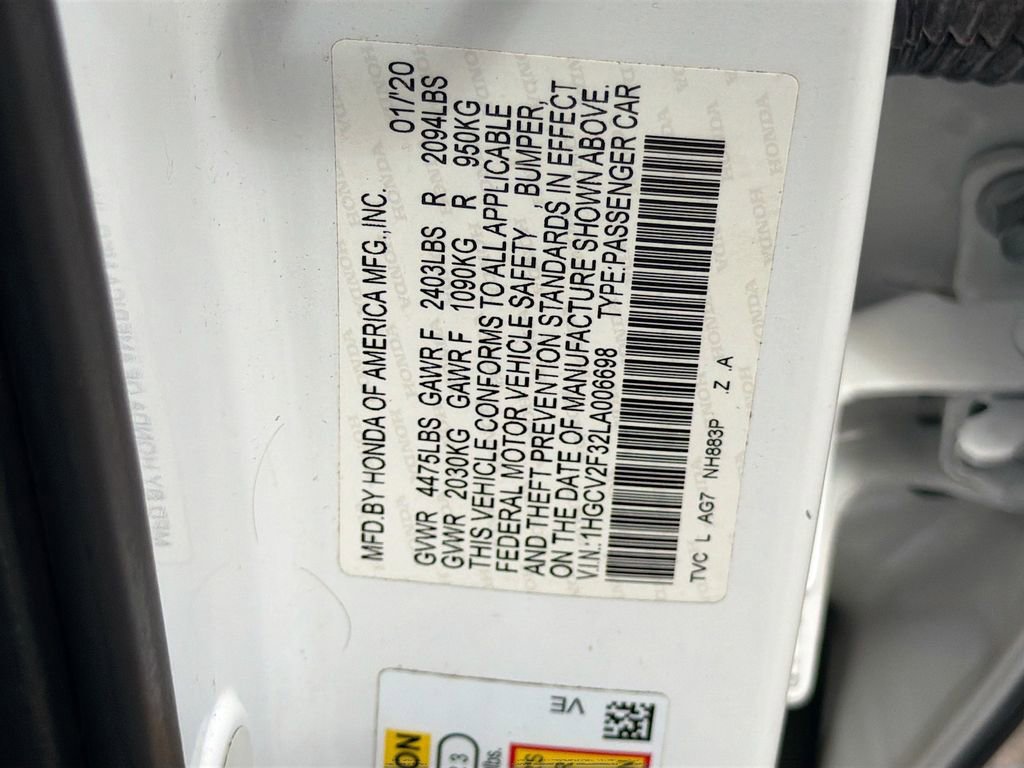 MFD.BY HONDA OF AMERICA MFG.,INC. 01/'20
GVWR 4475LBS GAWR F 2403LBS R 2094LBS
GVWR 2030KG GAWR F 1090KG R 950KG
THIS VEHICLE CONFORMS TO ALL APPLICABLE
FEDERAL MOTOR VEHICLE SAFETY, BUMPER,
AND THEFT PREVENTION STANDARDS, IN EFFECT
ON THE DATE OF MANUFACTURE SHOWN ABOVE.
V.I.N.:1HGCV2F32LA006698 TYPE:PASSENGER CAR
TVC L AG7 NH883P .Z .A
VE